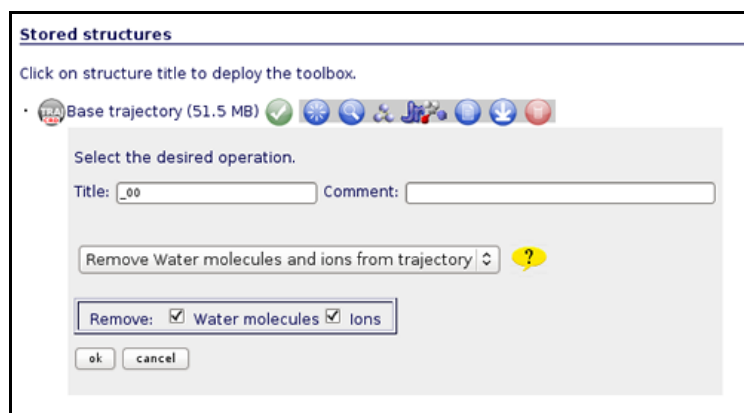 Stored structures
Click on structure title to deploy the toolbox.
Base trajectory (51.5 MB)
Select the desired operation.
Title: _00 Comment:
Remove Water molecules and ions from trajectory ?
Remove: Water molecules Ions
ok cancel